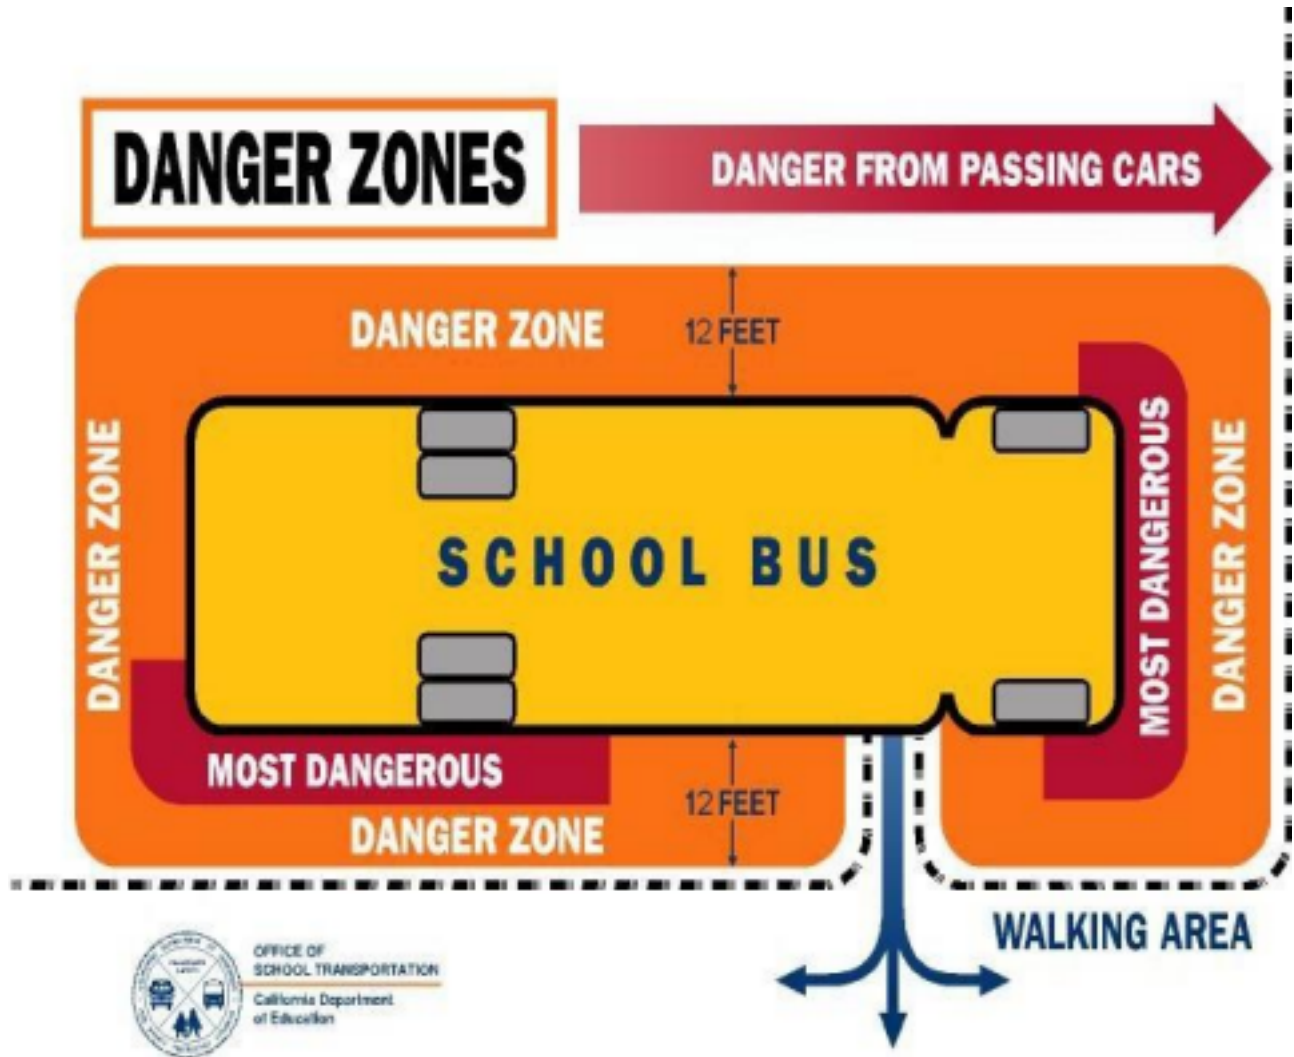 DANGER ZONES
DANGER FROM PASSING CARS
DANGER ZONE
12 FEET
DANGER ZONE
MOST DANGEROUS
DANGER ZONE
SCHOOL BUS
MOST DANGEROUS
12 FEET
DANGER ZONE
WALKING AREA
OFFICE OF
SCHOOL TRANSPORTATION
California Department
of Education